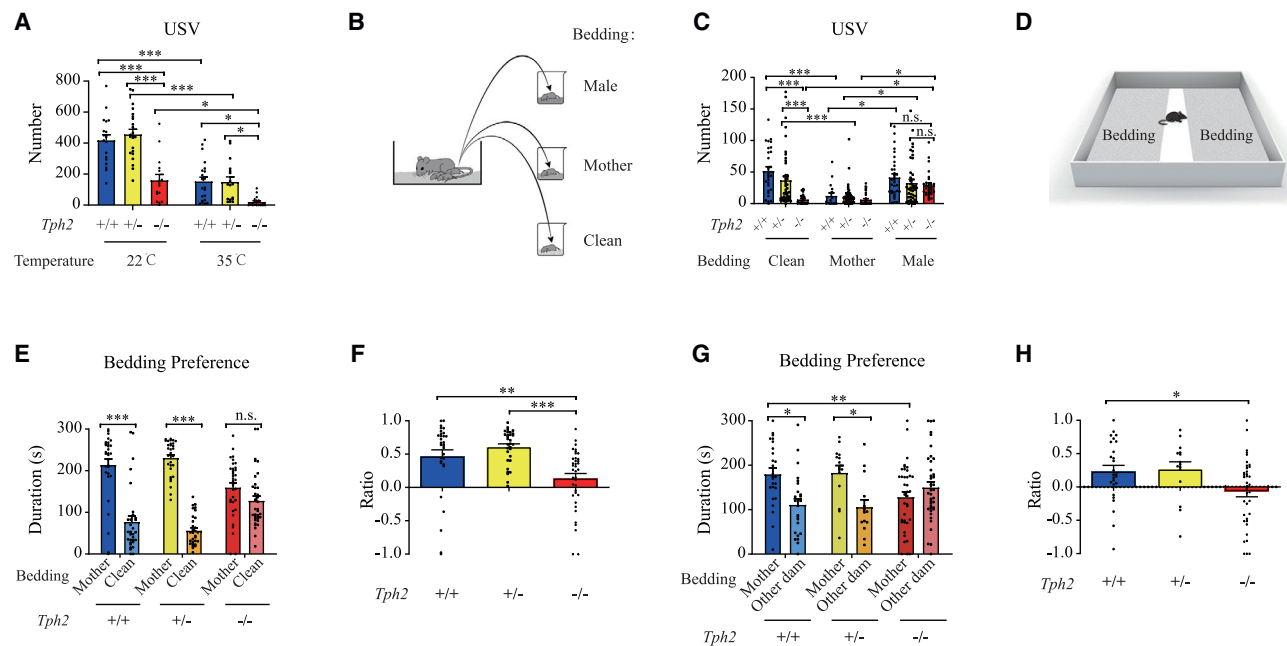 A
USV
***
***
***
***
*
*
*
800
600
400
200
0
Number
Tph2
+/+ +/- -/- +/+ +/- -/-
Temperature 22℃ 35℃
B
Bedding:
Male
Mother
Clean
C
USV
*** *
*** *
*** *
*** *
n.s.
n.s.
200
150
100
50
0
Number
Tph2 +/+ +/- -/- +/+ +/- -/- +/+ +/- -/-
Bedding Clean Mother Male
D
Bedding Bedding
E
Bedding Preference
*** *** n.s.
300
200
100
0
Duration (s)
Bedding Mother Clean Mother Clean Mother Clean
Tph2 +/+ +/- -/-
F
**
***
1.0
0.5
0.0
-0.5
-1.0
Ratio
Tph2 +/+ +/- -/-
G
Bedding Preference
**
* *
300
200
100
0
Duration (s)
Bedding Mother Other dam Mother Other dam Mother Other dam
Tph2 +/+ +/- -/-
H
*
1.0
0.5
0.0
-0.5
-1.0
Ratio
Tph2 +/+ +/- -/-